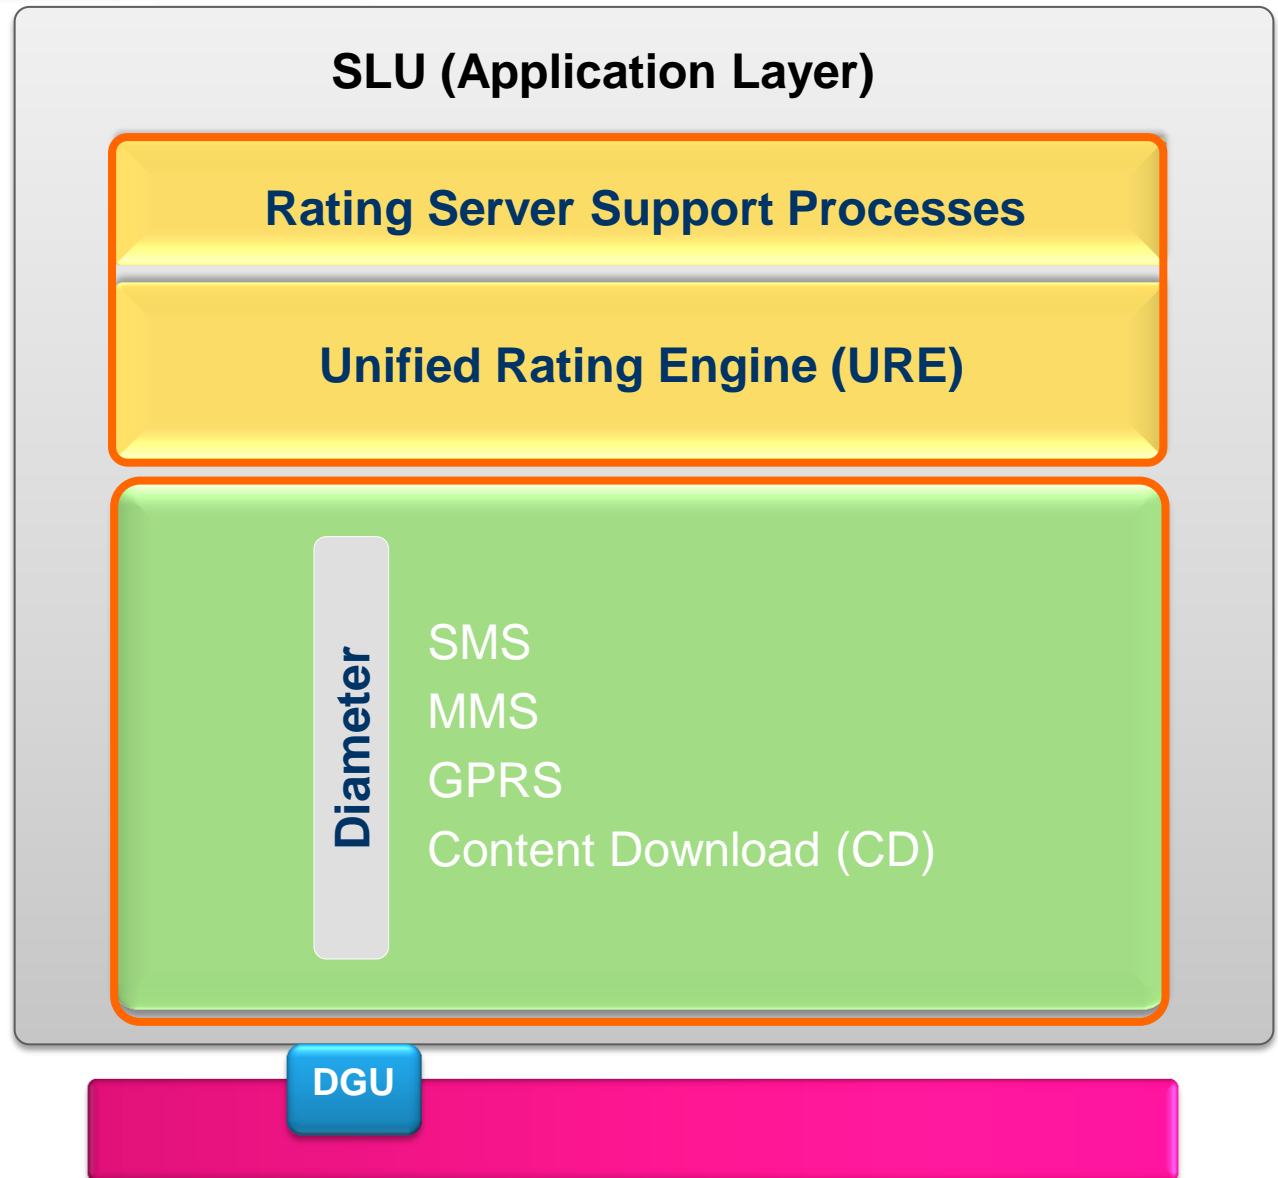 SLU (Application Layer)
Rating Server Support Processes
Unified Rating Engine (URE)
Diameter
SMS
MMS
GPRS
Content Download (CD)
DGU